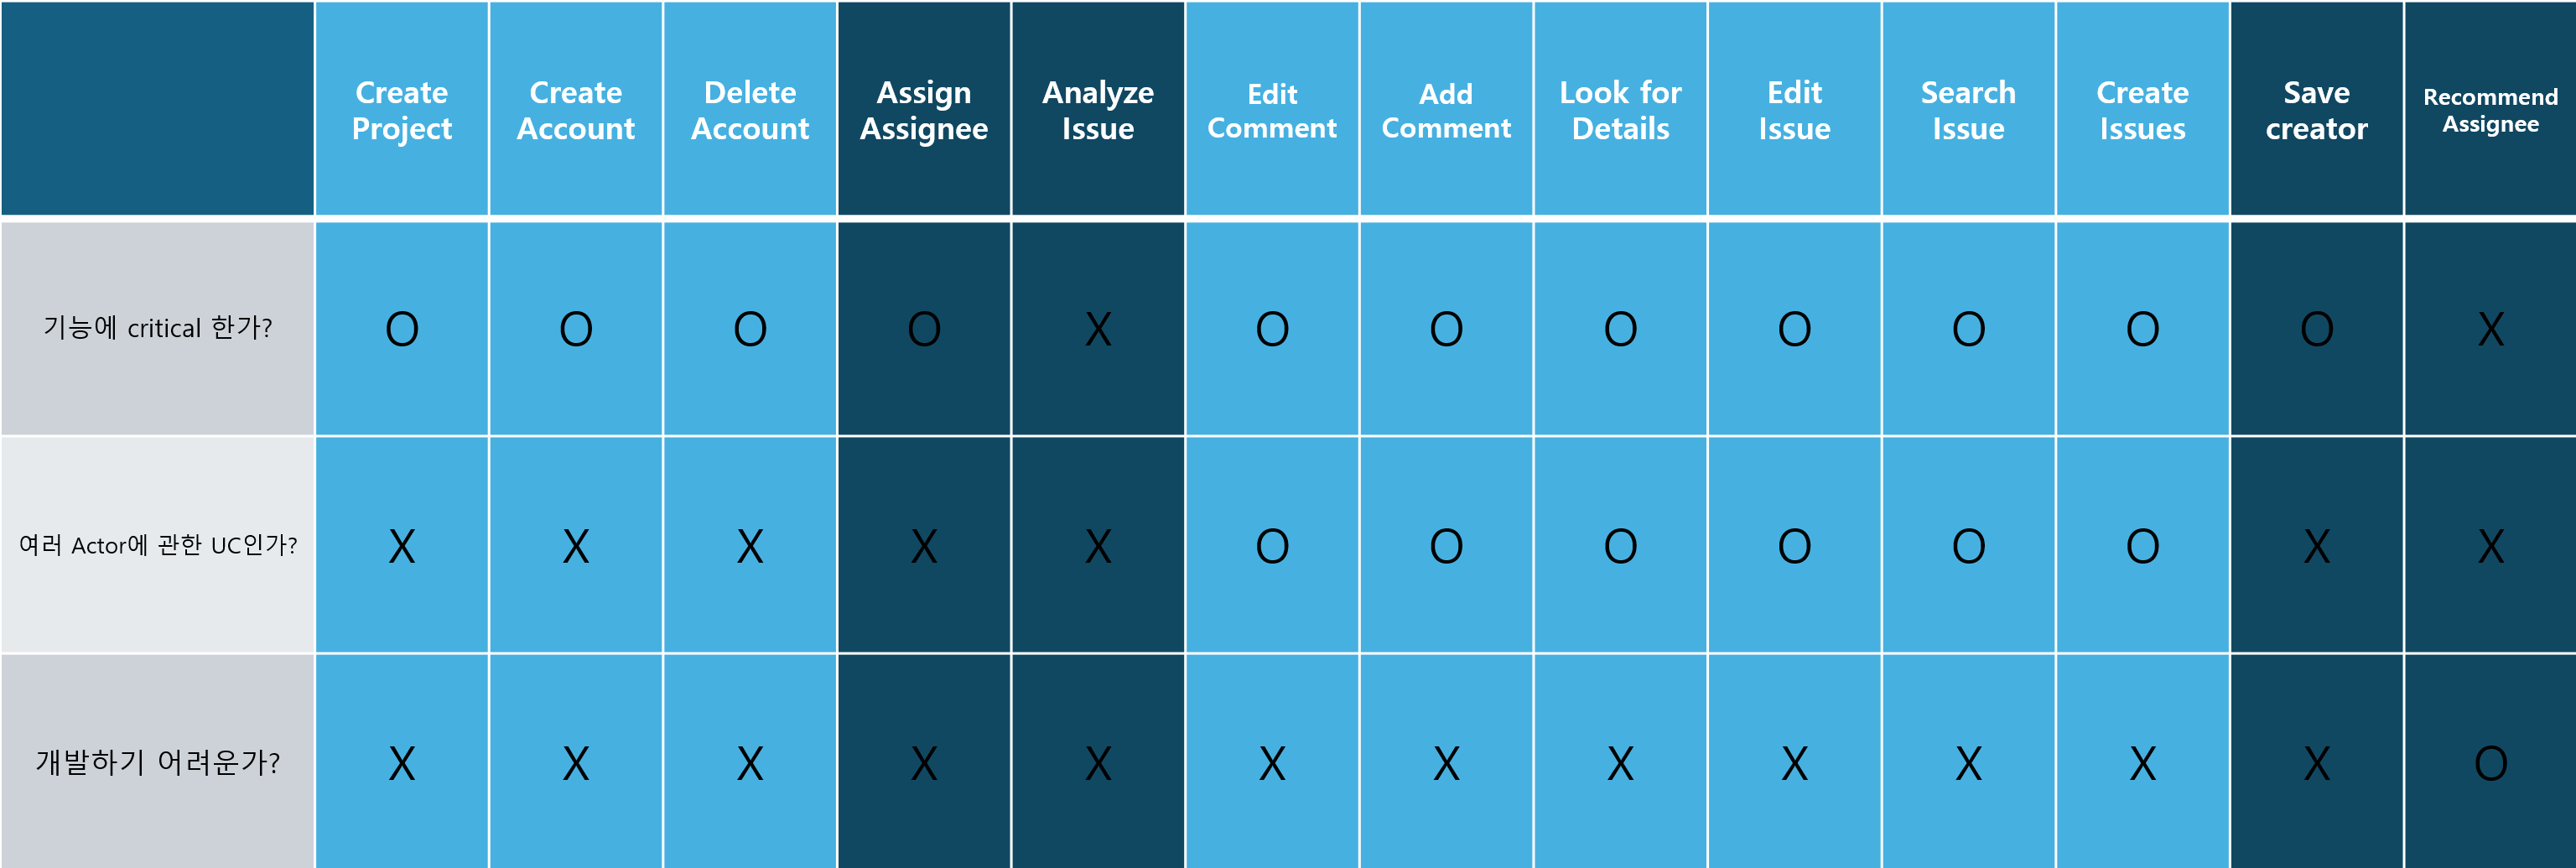 Create Project
Create Account
Delete Account
Assign Assignee
Analyze Issue
Edit Comment
Add Comment
Look for Details
Edit Issue
Search Issue
Create Issues
Save creator
Recommend Assignee
기능에 critical 한가? O O O O X O O O O O O O X
여러 Actor에 관한 UC인가? X X X X X O O O O O O X X
개발하기 어려운가? X X X X X X X X X X X X O